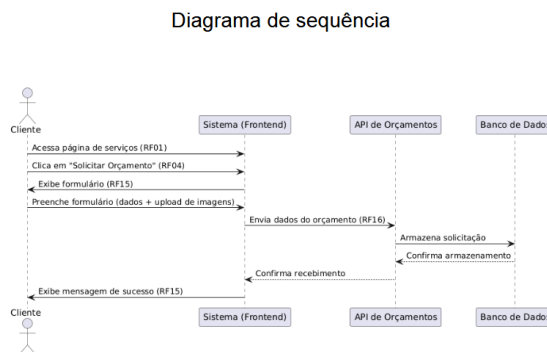 Diagrama de sequência
Cliente
Sistema (Frontend)
API de Orçamentos
Banco de Dados
Acessa página de serviços (RF01)
Clica em "Solicitar Orçamento" (RF04)
Exibe formulário (RF15)
Preenche formulário (dados + upload de imagens)
Envia dados do orçamento (RF16)
Armazena solicitação
Confirma armazenamento
Confirma recebimento
Exibe mensagem de sucesso (RF15)
Cliente
Sistema (Frontend)
API de Orçamentos
Banco de Dados